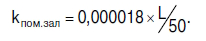 kпом.зал = 0,000018 × L/50.